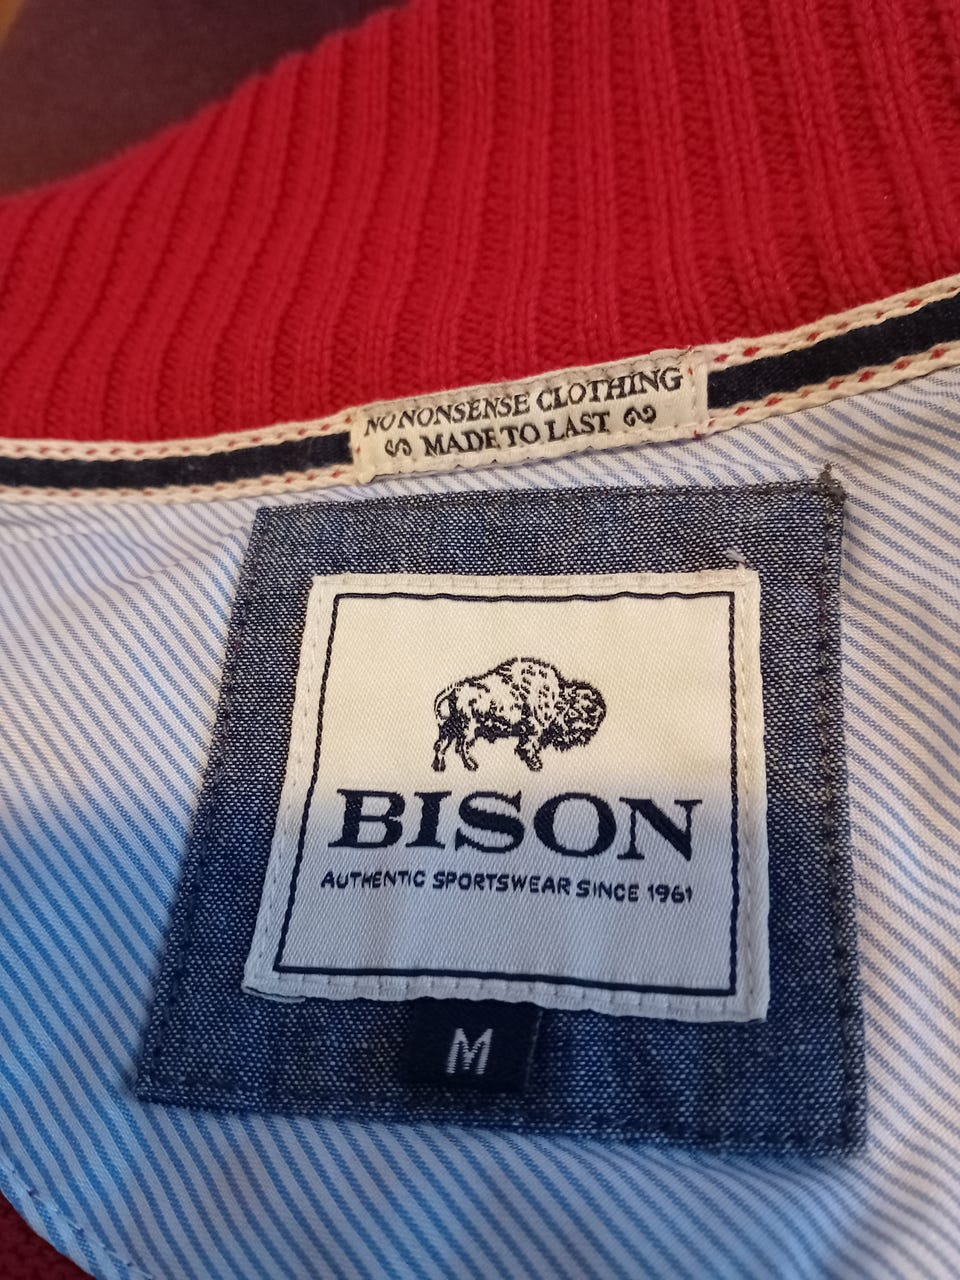 NO NONSENSE CLOTHING
MADE TO LAST
BISON
AUTHENTIC SPORTSWEAR SINCE 1961
M